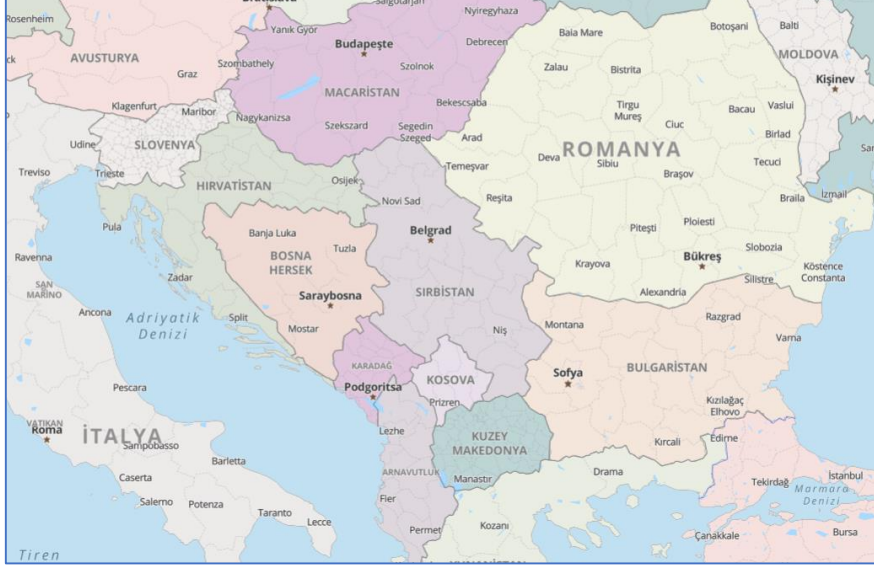 Bratislava
Salgótarján
Nyiregyhaza
Rosenheim
Yanık Gyor
Budapeşte
Debrecen
Baia Mare
Botoşani
Balti
MOLDOVA
AVUSTURYA
Graz
Szombathely
Szolnok
Zalau
Bistrita
Kişinev
MACARİSTAN
Klagenfurt
Maribor
Nagykanizsa
Bekescsaba
Tirgu
Mureş
Bacau
Vaslui
Szekszard
Segedin
Szeged
Arad
Ciuc
Birlad
Udine
SLOVENYA
ROMANYA
Treviso
Trieste
Temeşvar
Deva
Sibiu
Braşov
Tecuci
HIRVATİSTAN
Osijek
Novi Sad
Reşita
Braila
İzmail
Pula
Banja Luka
Belgrad
Piteşti
Ploiesti
Ravenna
Tuzla
BOSNA
HERSEK
Bükreş
Slobozia
Zadar
Krayova
Köstence
Constanta
SAN
MARINO
Saraybosna
SIRBİSTAN
Alexandria
Silistre
Ancona
Adriyatik
Denizi
Split
Mostar
Niş
Montana
Razgrad
Varna
KARADAĞ
KOSOVA
Sofya
BULGARİSTAN
Pescara
Podgoritsa
Prizren
Kızılağaç
Elhovo
VATIKAN
Roma
İTALYA
Sampobasso
Lezhe
KUZEY
MAKEDONYA
Kırcali
Edirne
Barletta
ARNAVUTLUK
Manastır
Drama
Tekirdağ
İstanbul
Marmara
Denizi
Caserta
Salerno
Potenza
Taranto
Lecce
Fier
Permet
Kozanı
Çanakkale
Bursa
Tiren